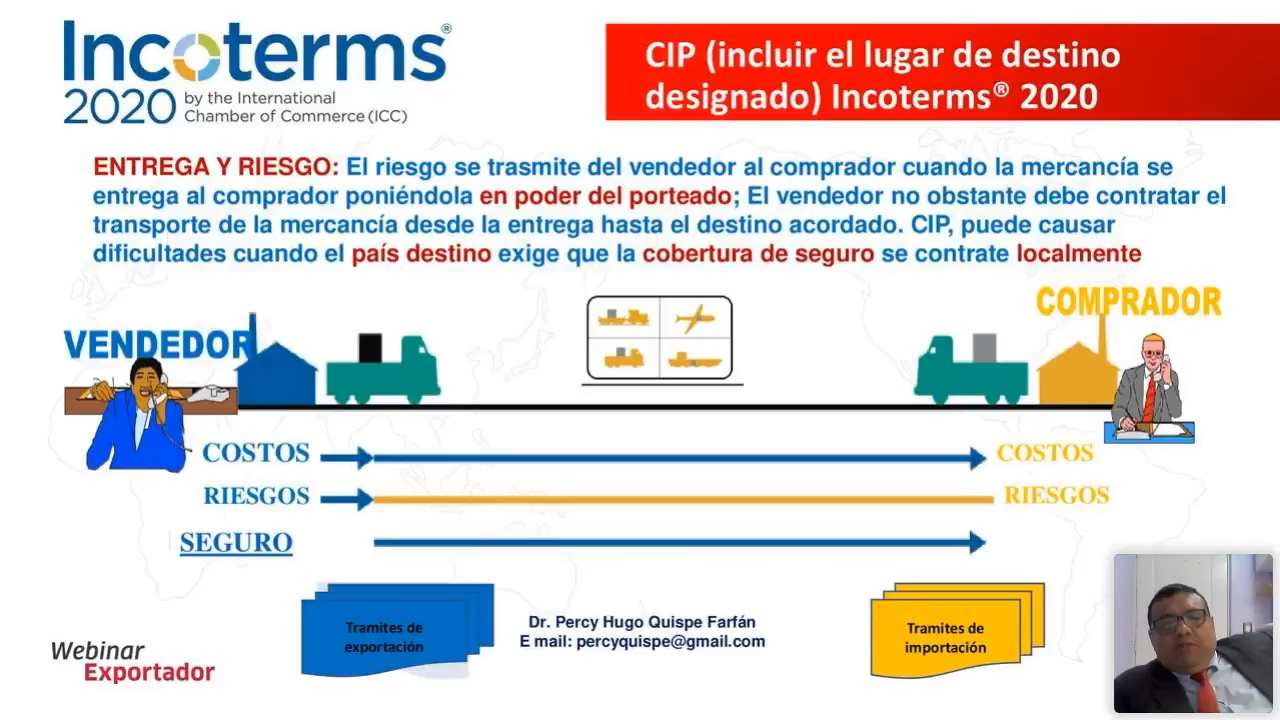 Incoterms®
2020 by the International
Chamber of Commerce (ICC)
CIP (incluir el lugar de destino
designado) Incoterms® 2020
ENTREGA Y RIESGO: El riesgo se trasmite del vendedor al comprador cuando la mercancía se
entrega al comprador poniéndola en poder del porteado; El vendedor no obstante debe contratar el
transporte de la mercancía desde la entrega hasta el destino acordado. CIP, puede causar
dificultades cuando el país destino exige que la cobertura de seguro se contrate localmente
VENDEDOR
COMPRADOR
COSTOS
COSTOS
RIESGOS
RIESGOS
SEGURO
Tramites de
exportación
Dr. Percy Hugo Quispe Farfán
E mail: percyquispe@gmail.com
Tramites de
importación
Webinar
Exportador